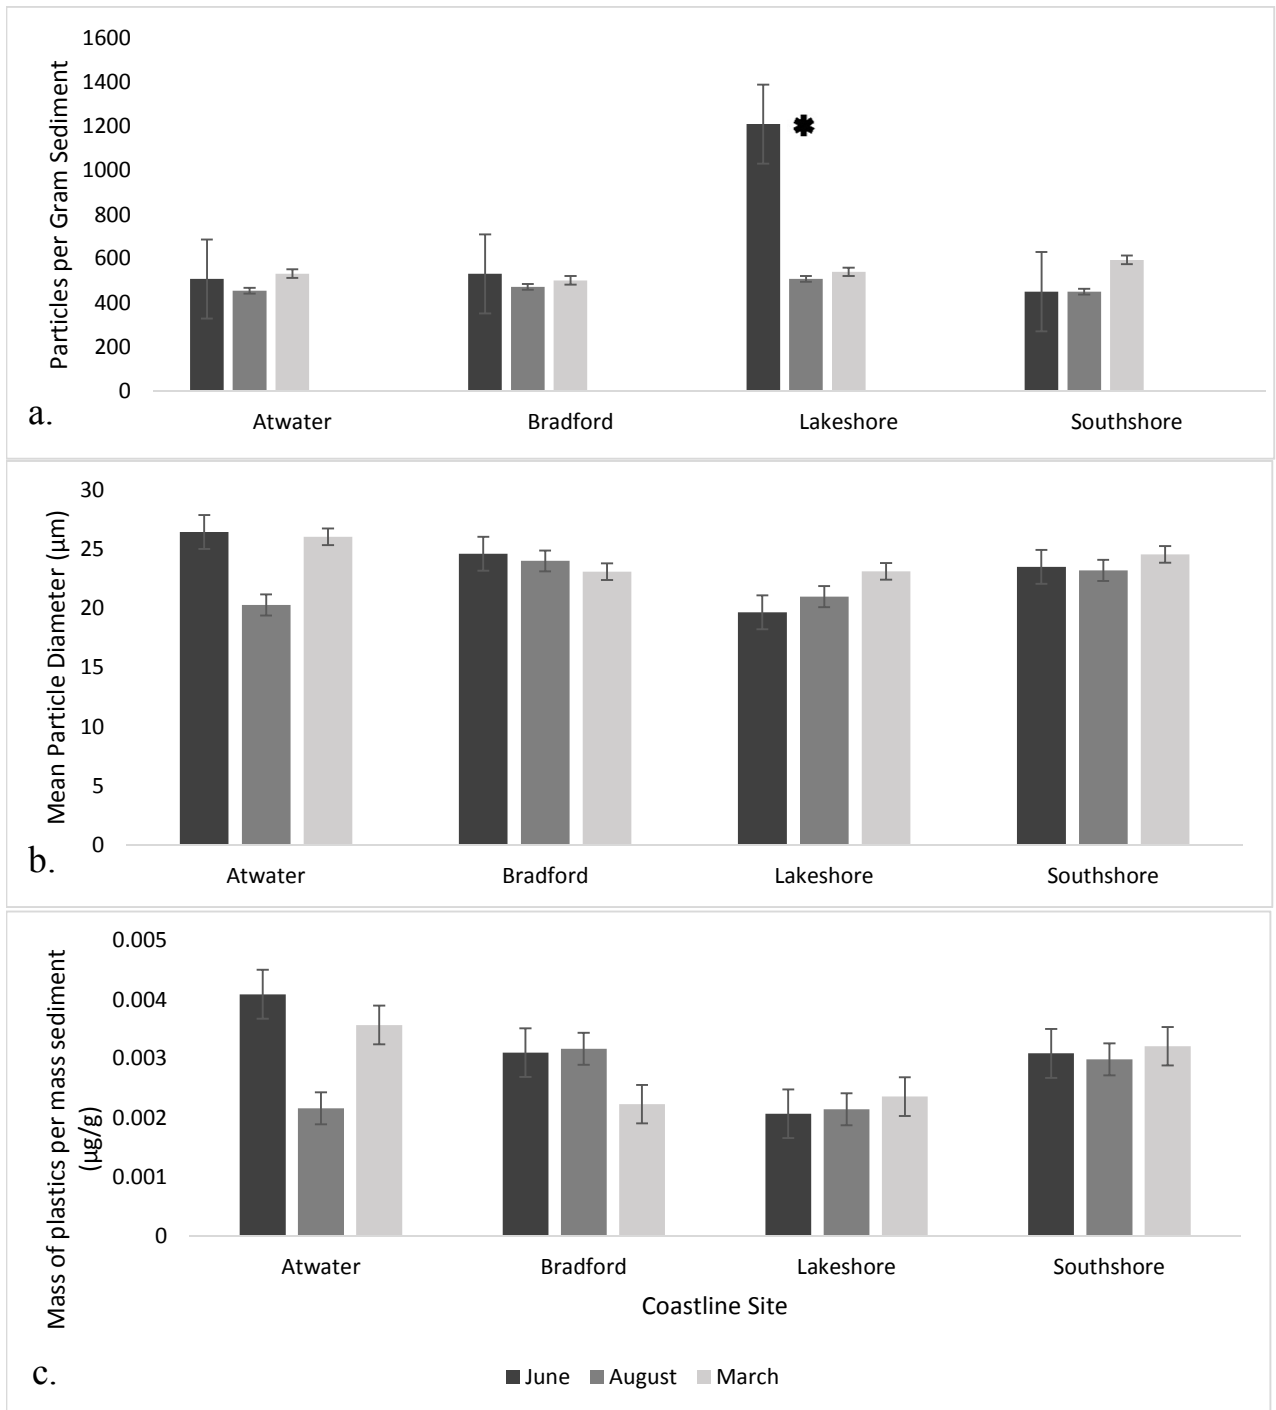 Particles per Gram Sediment
1600
1400
1200
1000
800
600
400
200
0
✱
Atwater Bradford Lakeshore Southshore
a.
Mean Particle Diameter (µm)
30
25
20
15
10
5
0
Atwater Bradford Lakeshore Southshore
b.
Mass of plastics per mass sediment
(µg/g)
0.005
0.004
0.003
0.002
0.001
0
Atwater Bradford Lakeshore Southshore
Coastline Site
c.
June August March